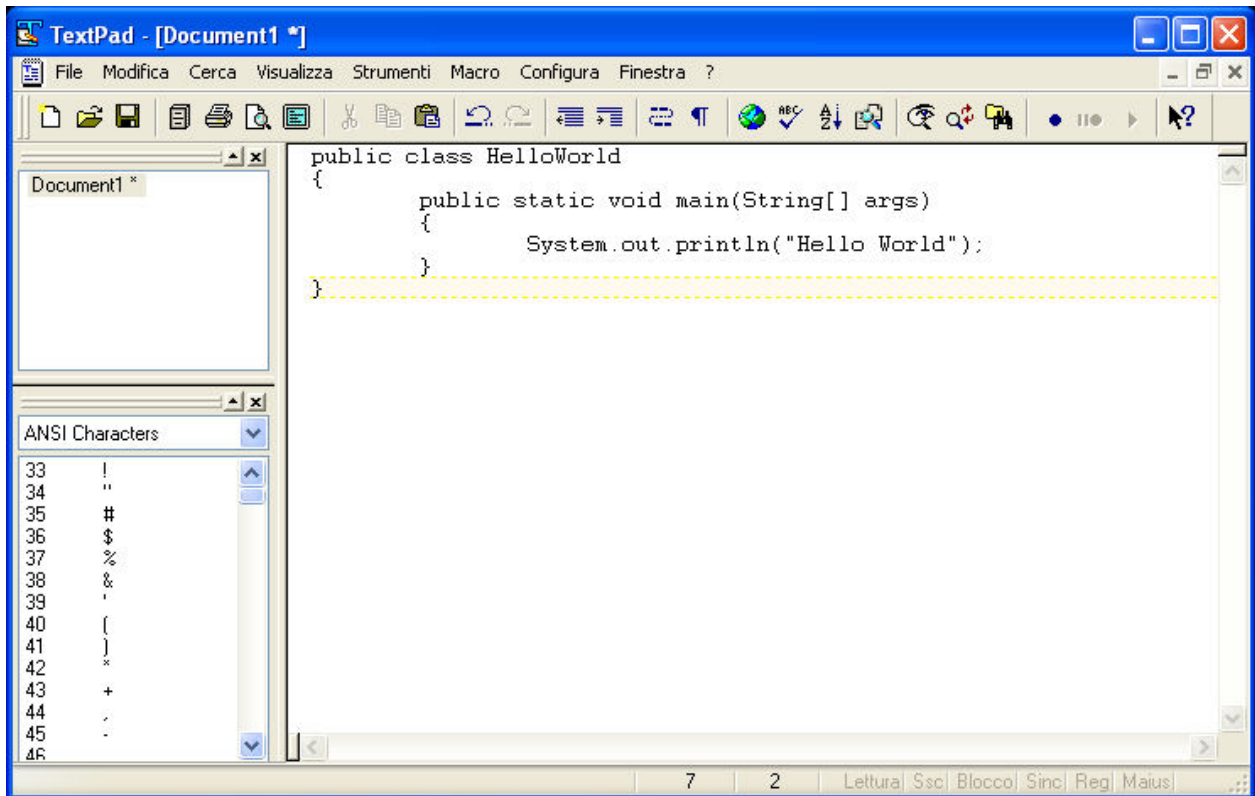 TextPad - [Document1 *]
File Modifica Cerca Visualizza Strumenti Macro Configura Finestra ?
Document1 *
ANSI Characters
33 !
34 "
35 #
36 $
37 %
38 &
39 '
40 (
41 )
42 *
43 +
44 ,
45 -
46
public class HelloWorld
{
public static void main(String[] args)
{
System.out.println("Hello World");
}
}
7 2 Lettura Ssc Blocco Sinc Reg Maius